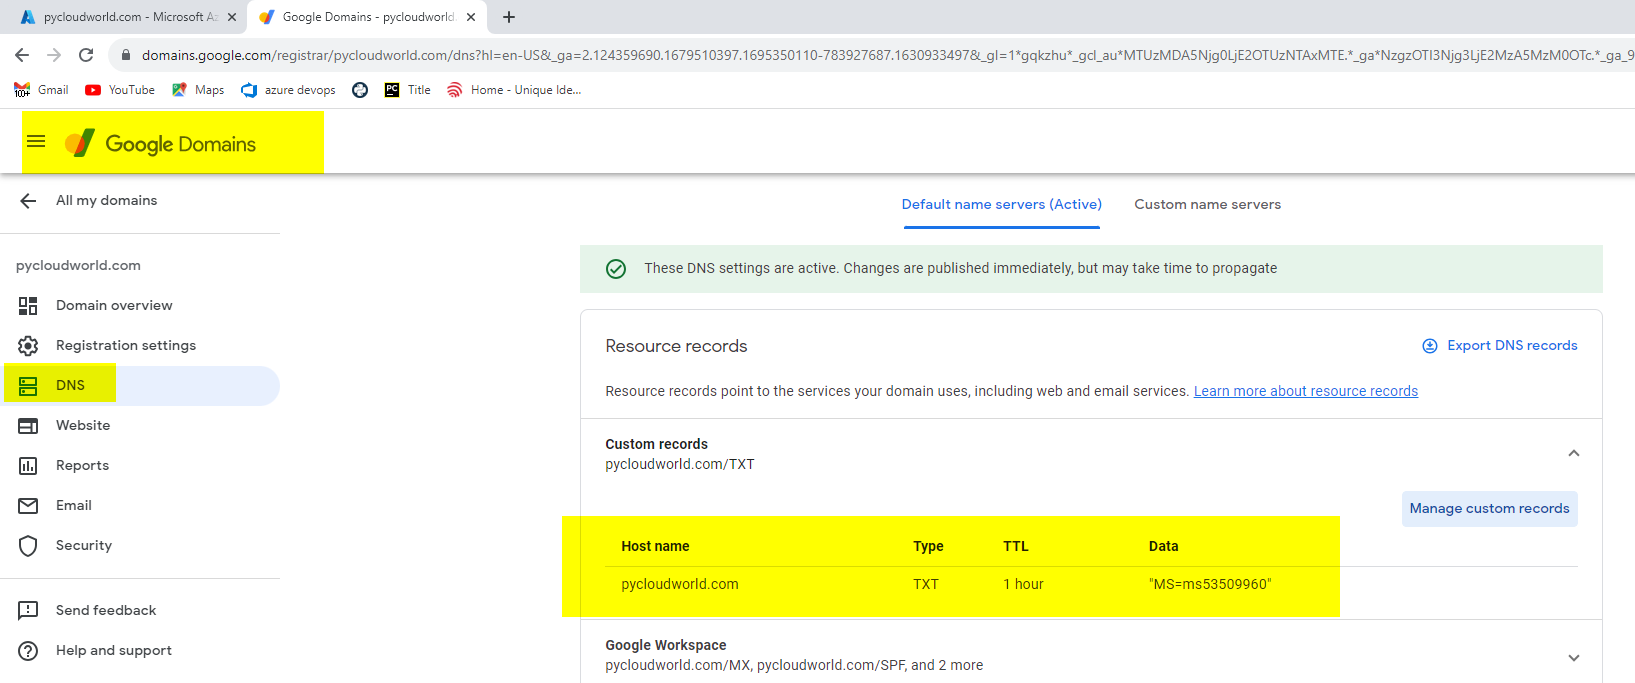 pycloudworld.com - Microsoft Az
Google Domains - pycloudworld.
domains.google.com/registrar/pycloudworld.com/dns?hl=en-US&_ga=2.124359690.1679510397.1695350110-783927687.1630933497&_gl=1*gqkzhu*_gcl_au*MTUzMDA5Njg0LjE2OTUzNTAxMTE.*_ga*NzgzOTI3Njg3LjE2MzA5MzM0OTc.*_ga_9
100+ Gmail YouTube Maps azure devops PC Title Home - Unique Ide...
Google Domains
All my domains
Default name servers (Active) Custom name servers
pycloudworld.com
These DNS settings are active. Changes are published immediately, but may take time to propagate
Domain overview
Registration settings
DNS
Website
Reports
Email
Security
Send feedback
Help and support
Resource records
Export DNS records
Resource records point to the services your domain uses, including web and email services. Learn more about resource records
Custom records
pycloudworld.com/TXT
Manage custom records
Host name Type TTL Data
pycloudworld.com TXT 1 hour "MS=ms53509960"
Google Workspace
pycloudworld.com/MX, pycloudworld.com/SPF, and 2 more